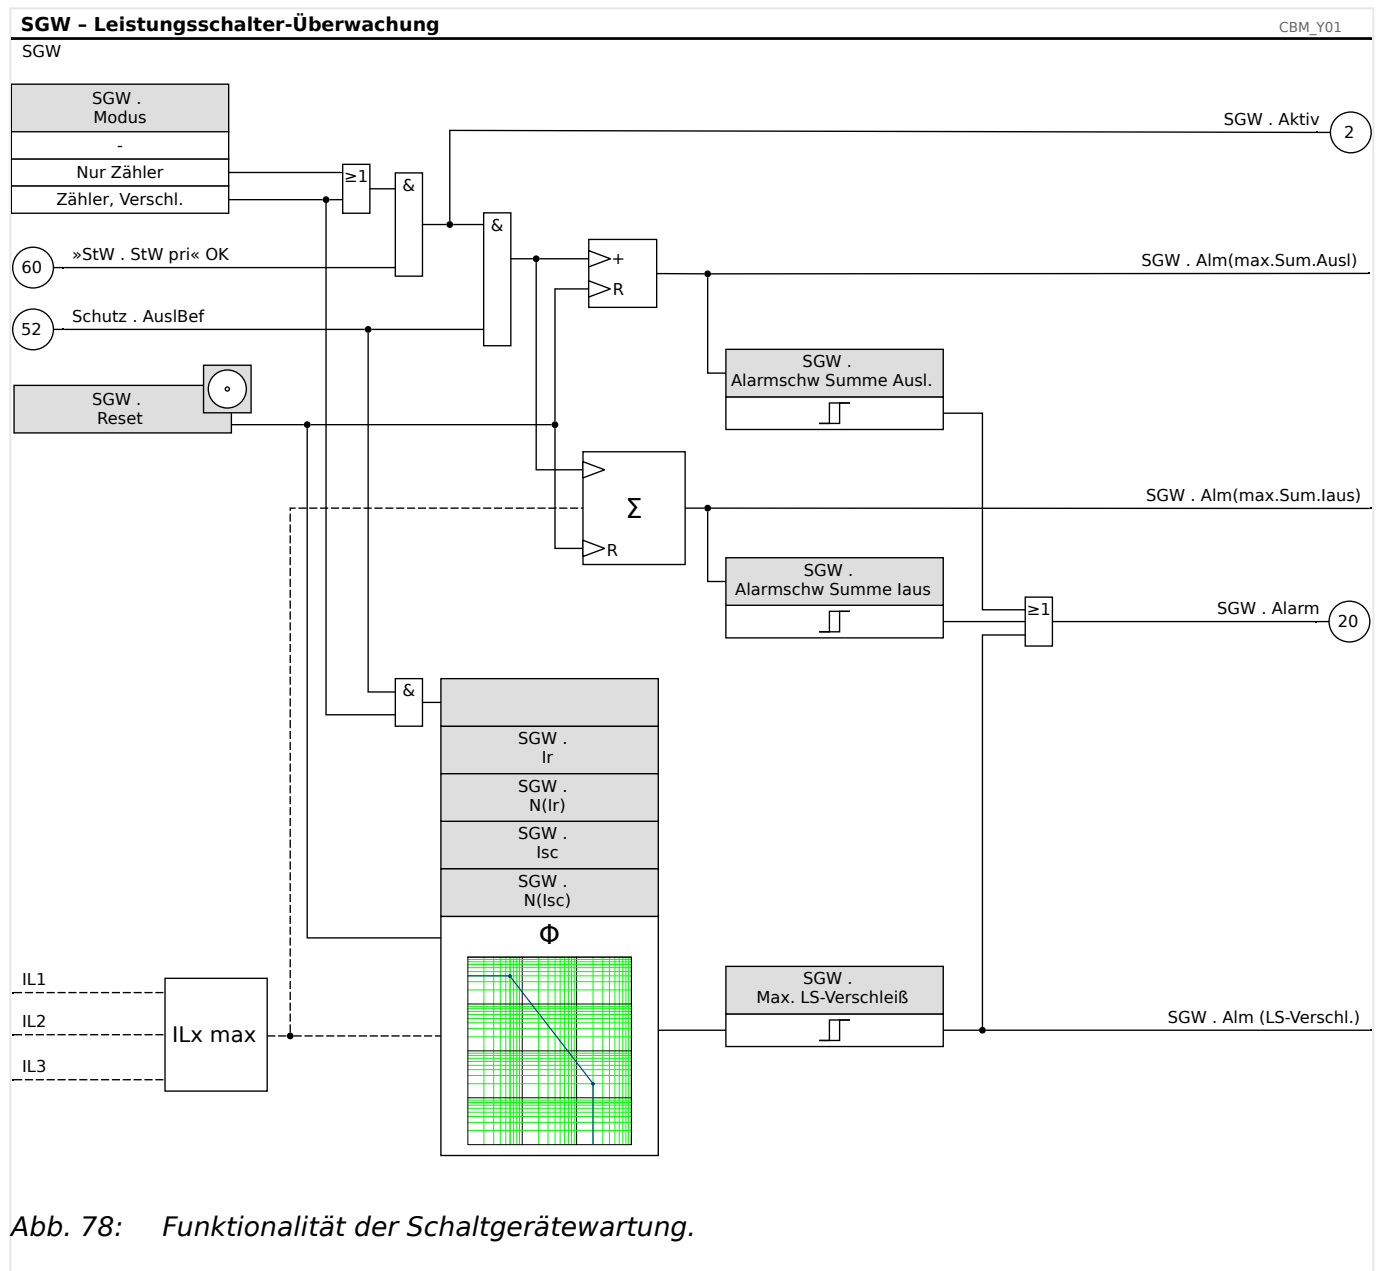 SGW – Leistungsschalter-Überwachung
CBM_Y01
SGW
SGW .
Modus
-
Nur Zähler
Zähler, Verschl.
≥1
&
&
SGW . Aktiv
2
60
»StW . StW pri« OK
52
Schutz . AuslBef
+
R
SGW . Alm(max.Sum.Ausl)
SGW .
Alarmschw Summe Ausl.
SGW .
Reset
Σ
R
SGW . Alm(max.Sum.Iaus)
SGW .
Alarmschw Summe Iaus
≥1
SGW . Alarm
20
&
SGW .
Ir
SGW .
N(Ir)
SGW .
Isc
SGW .
N(Isc)
Φ
IL1
IL2
IL3
ILx max
SGW .
Max. LS-Verschleiß
SGW . Alm (LS-Verschl.)
Abb. 78: Funktionalität der Schaltgerätewartung.